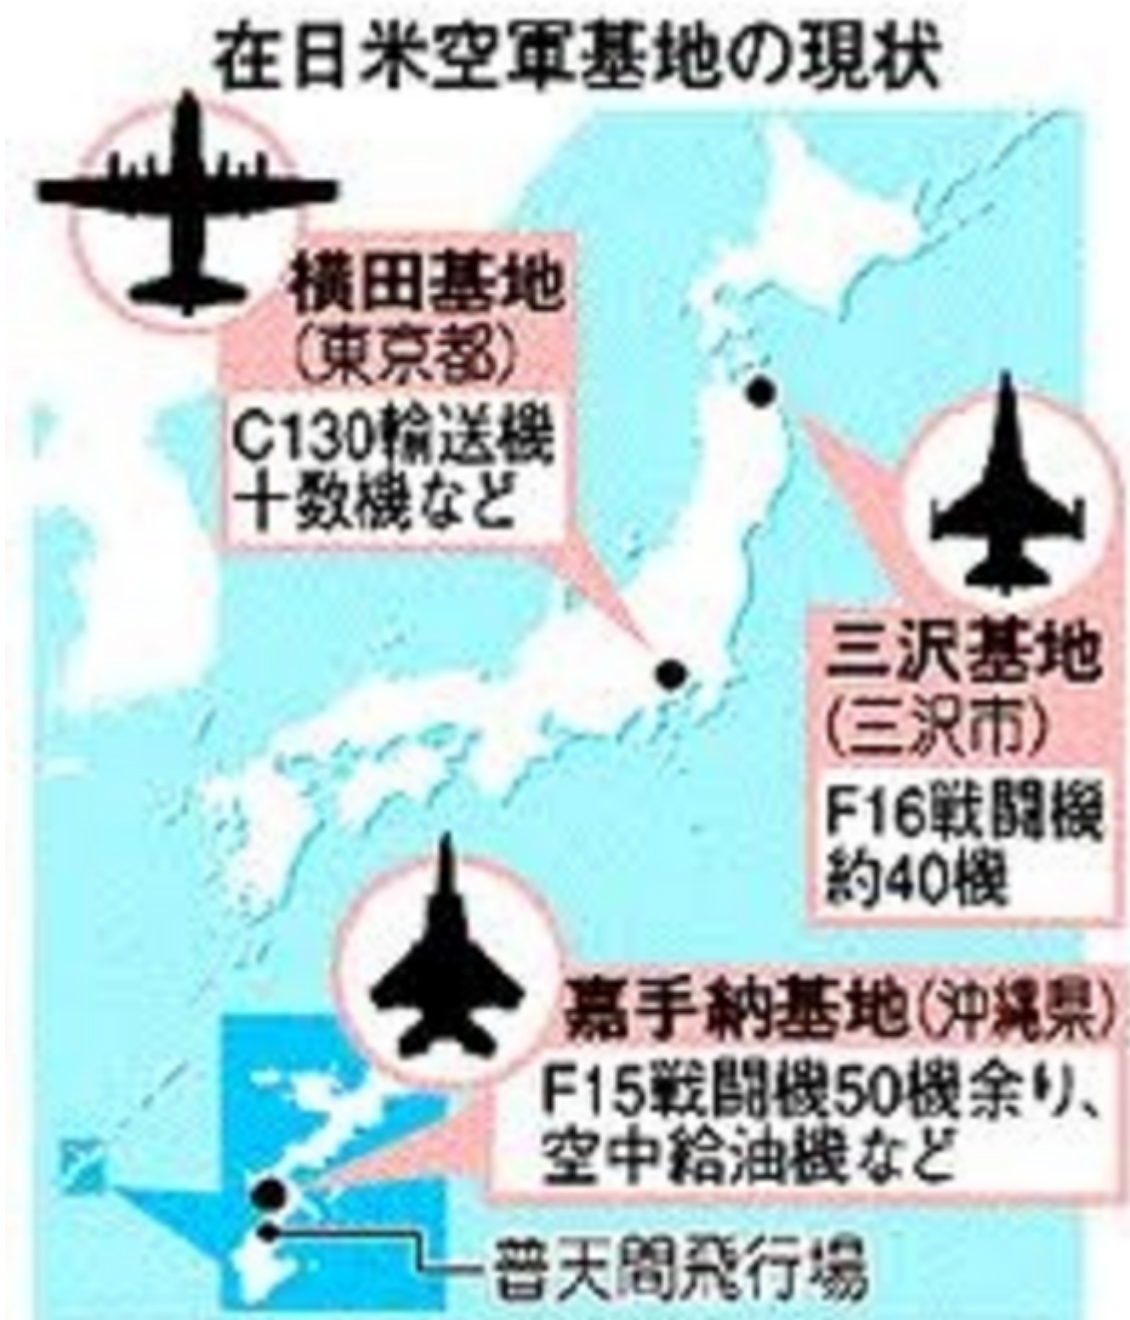 在日米空軍基地の現状
横田基地
(東京都)
C130輸送機
十数機など
三沢基地
(三沢市)
F16戦闘機
約40機
嘉手納基地(沖縄県)
F15戦闘機50機余り、
空中給油機など
普天間飛行場